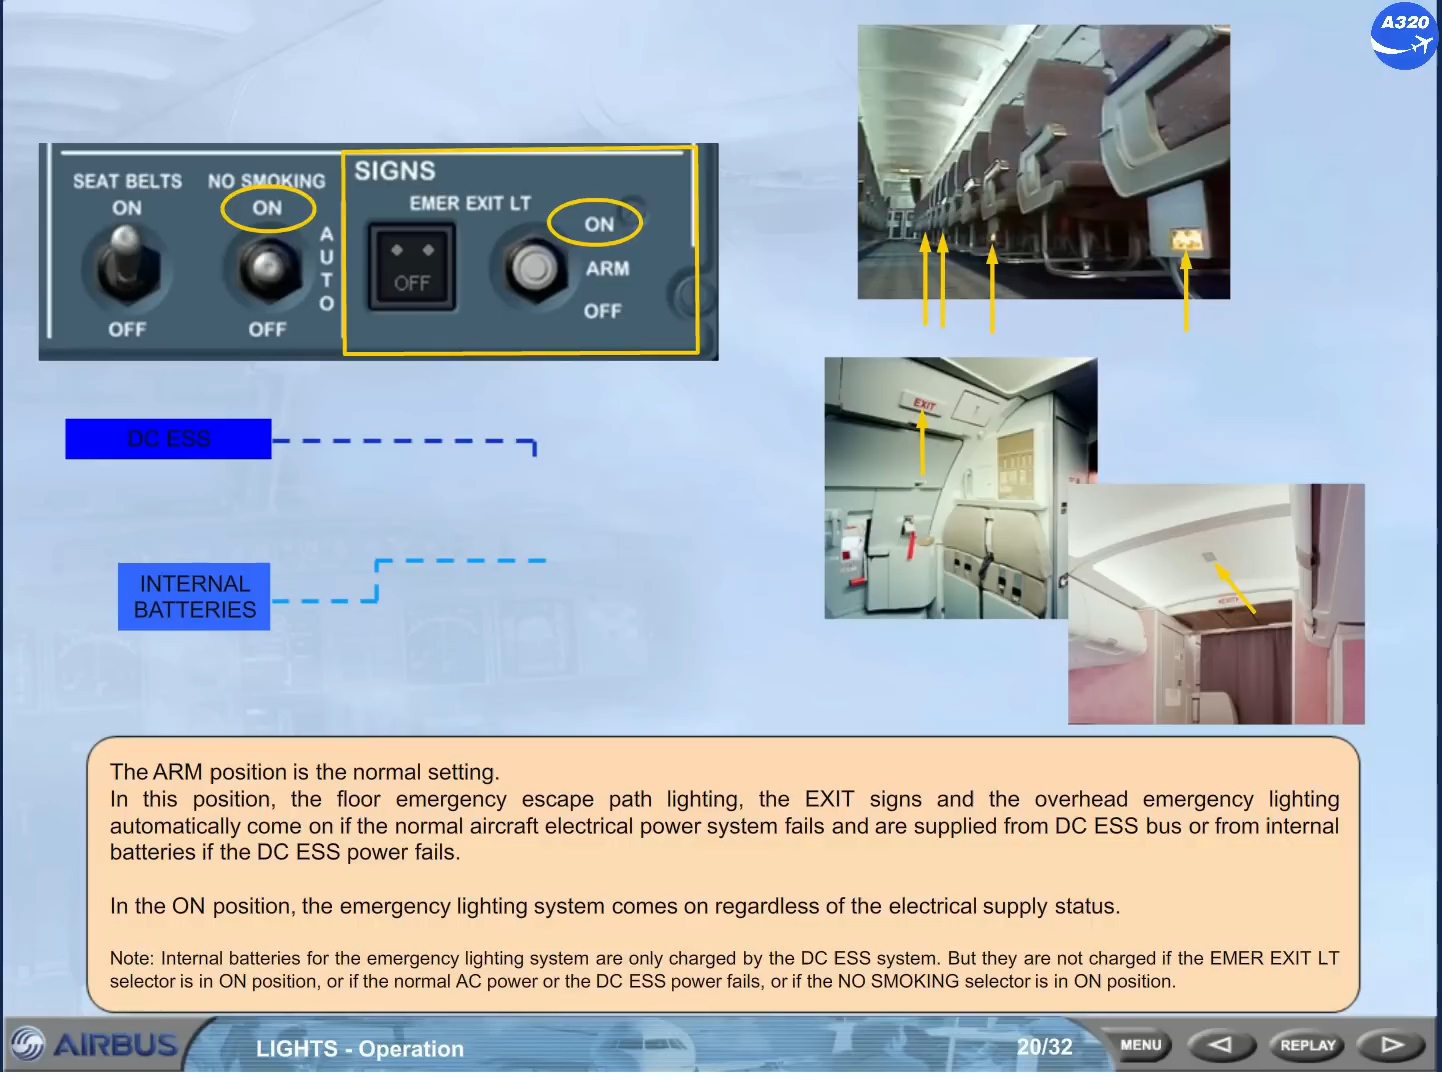 A320
SIGNS
SEAT BELTS
NO SMOKING
EMER EXIT LT
ON
ON
ON
AUTO
ARM
OFF
OFF
OFF
OFF
EXIT
DC ESS
INTERNAL
BATTERIES
The ARM position is the normal setting.
In this position, the floor emergency escape path lighting, the EXIT signs and the overhead emergency lighting
automatically come on if the normal aircraft electrical power system fails and are supplied from DC ESS bus or from internal
batteries if the DC ESS power fails.
In the ON position, the emergency lighting system comes on regardless of the electrical supply status.
Note: Internal batteries for the emergency lighting system are only charged by the DC ESS system. But they are not charged if the EMER EXIT LT
selector is in ON position, or if the normal AC power or the DC ESS power fails, or if the NO SMOKING selector is in ON position.
AIRBUS
LIGHTS - Operation
20/32
MENU
REPLAY